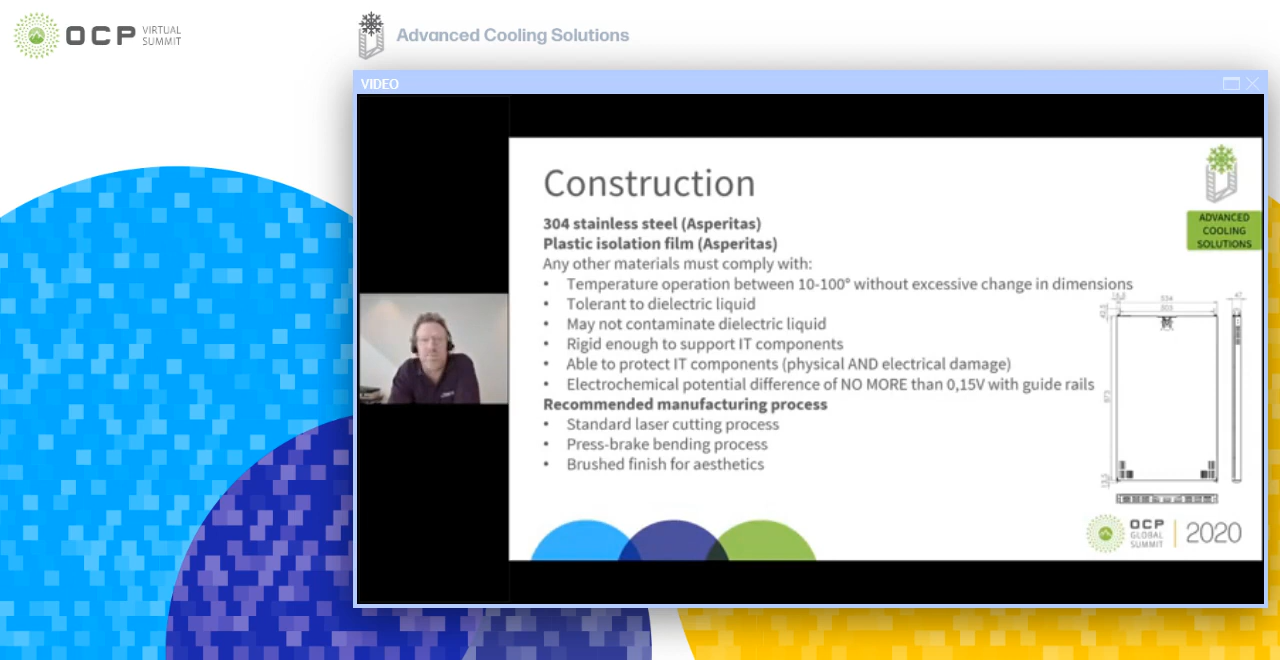 OCP VIRTUAL
SUMMIT
Advanced Cooling Solutions
VIDEO
Construction
ADVANCED
COOLING
SOLUTIONS
304 stainless steel (Asperitas)
Plastic isolation film (Asperitas)
Any other materials must comply with:
• Temperature operation between 10-100° without excessive change in dimensions
• Tolerant to dielectric liquid
• May not contaminate dielectric liquid
• Rigid enough to support IT components
• Able to protect IT components (physical AND electrical damage)
• Electrochemical potential difference of NO MORE than 0,15V with guide rails
Recommended manufacturing process
• Standard laser cutting process
• Press-brake bending process
• Brushed finish for aesthetics
534
503
47
OCP
GLOBAL
SUMMIT
2020